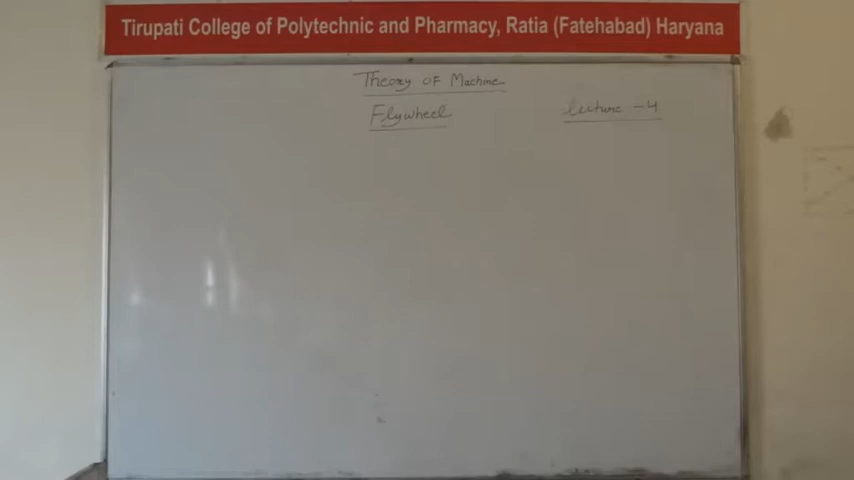 Tirupati College of Polytechnic and Pharmacy, Ratia (Fatehabad) Haryana
Theory of Machine
Flywheel lecture - 4